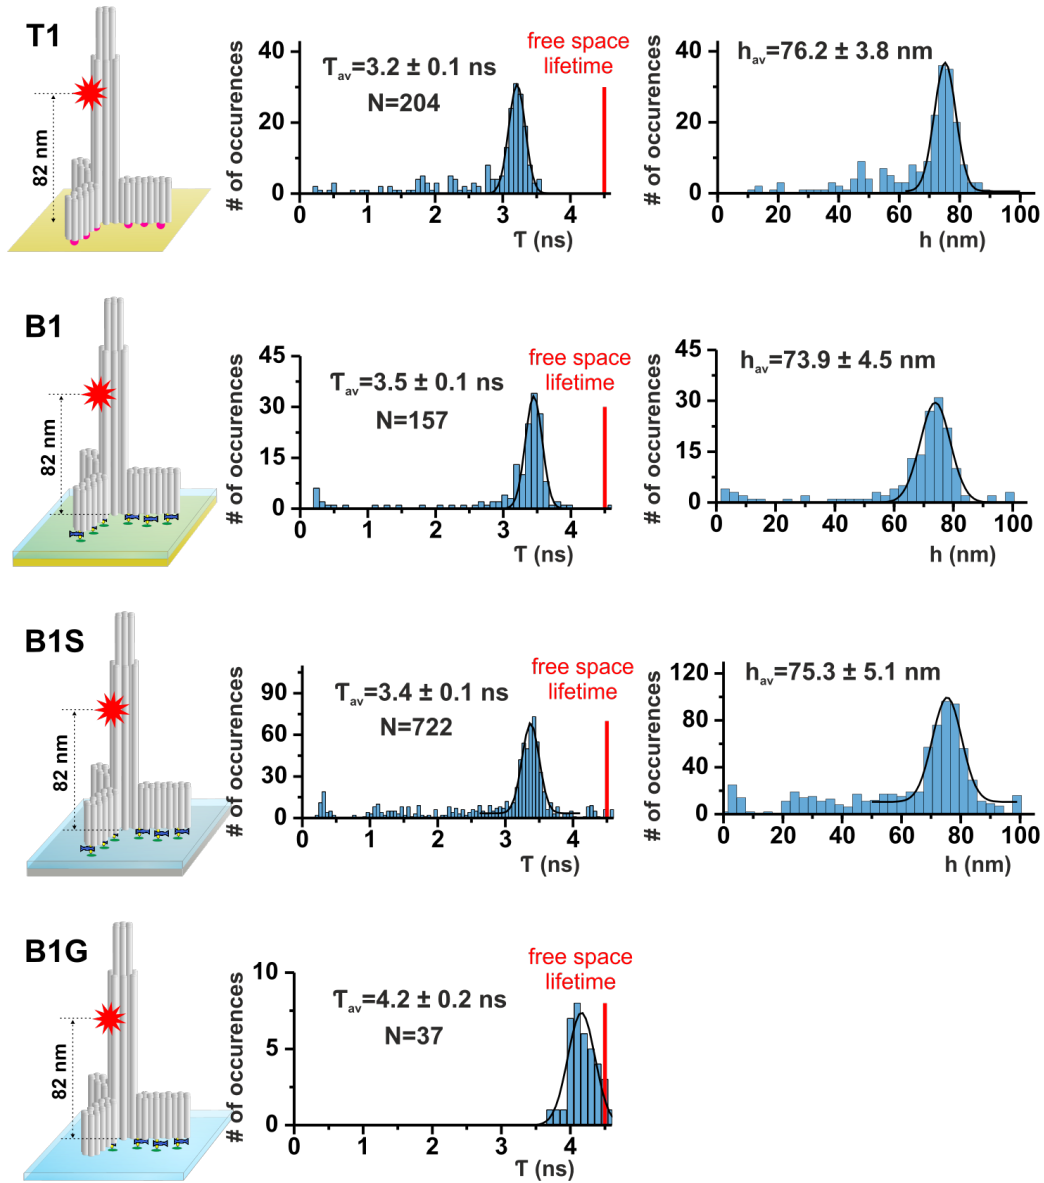 T1
82 nm
# of occurences
40
20
0
0 1 2 3 4
τ (ns)
τav=3.2 ± 0.1 ns
N=204
free space
lifetime
# of occurences
40
20
0
0 20 40 60 80 100
h (nm)
hav=76.2 ± 3.8 nm
B1
82 nm
# of occurences
45
30
15
0
0 1 2 3 4
τ (ns)
τav=3.5 ± 0.1 ns
N=157
free space
lifetime
# of occurences
45
30
15
0
0 20 40 60 80 100
h (nm)
hav=73.9 ± 4.5 nm
B1S
82 nm
# of occurences
90
60
30
0
0 1 2 3 4
τ (ns)
τav=3.4 ± 0.1 ns
N=722
free space
lifetime
# of occurences
120
80
40
0
0 20 40 60 80 100
h (nm)
hav=75.3 ± 5.1 nm
B1G
82 nm
# of occurences
10
5
0
0 1 2 3 4
τ (ns)
τav=4.2 ± 0.2 ns
N=37
free space
lifetime